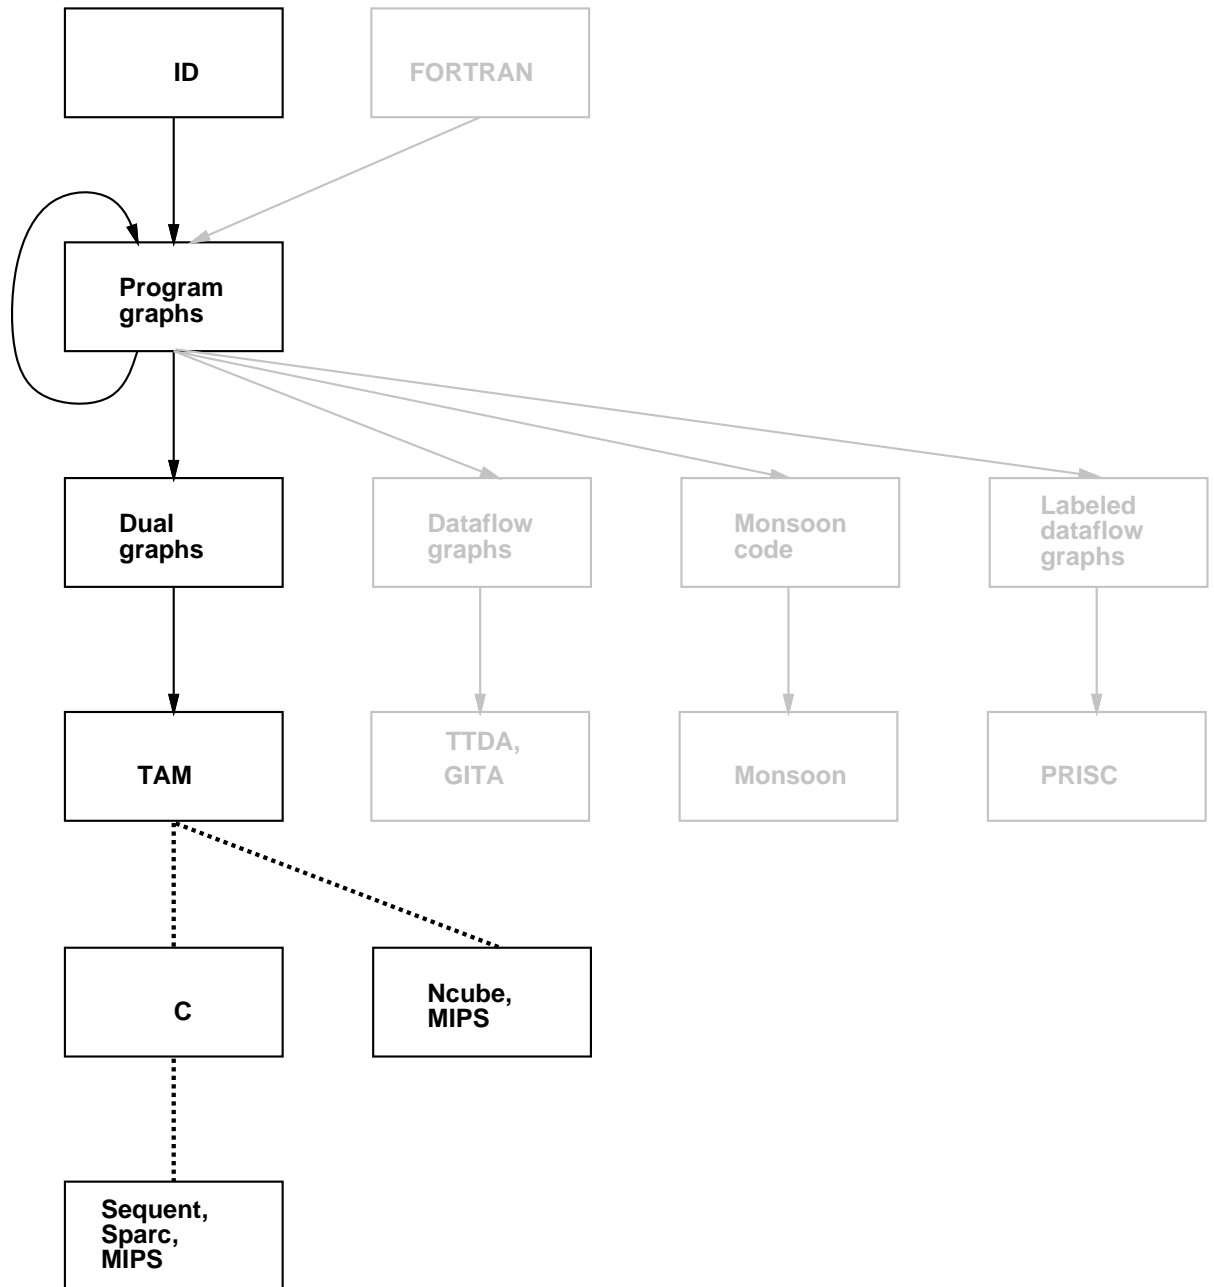 ID
FORTRAN
Program
graphs
Dual
graphs
Dataflow
graphs
Monsoon
code
Labeled
dataflow
graphs
TAM
TTDA,
GITA
Monsoon
PRISC
C
Ncube,
MIPS
Sequent,
Sparc,
MIPS